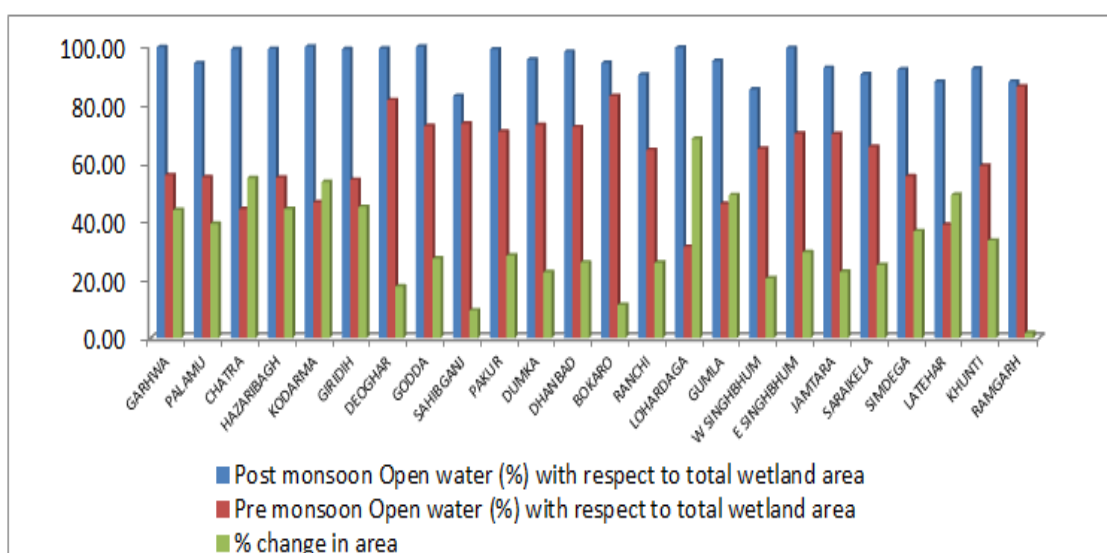 100.00
80.00
60.00
40.00
20.00
0.00
GARHWA
PALAMU
CHATRA
HAZARIBAGH
KODARMA
GIRIDIH
DEOGHAR
GODDA
SAHIBGANJ
PAKUR
DUMKA
DHANBAD
BOKARO
RANCHI
LOHARDAGA
GUMLA
W SINGHBHUM
E SINGHBHUM
JAMTARA
SARAIKELA
SIMDEGA
LATEHAR
KHUNTI
RAMGARH
Post monsoon Open water (%) with respect to total wetland area
Pre monsoon Open water (%) with respect to total wetland area
% change in area